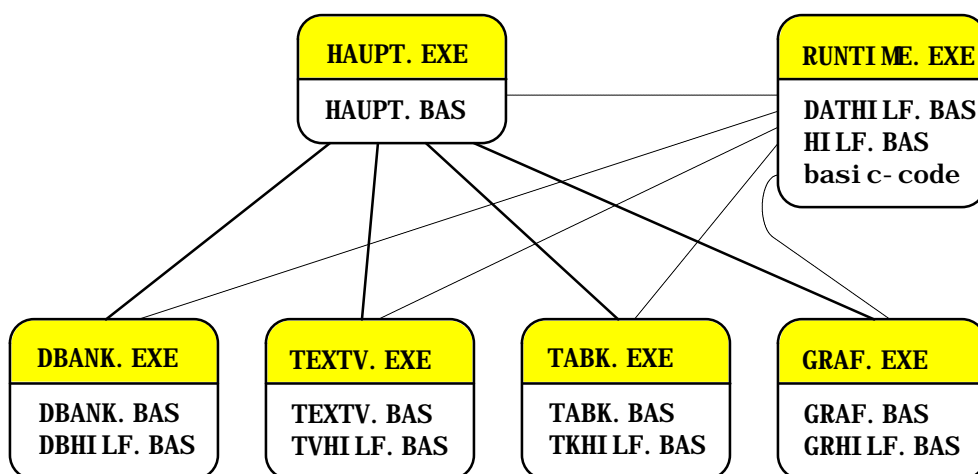 HAUPT.EXE
HAUPT.BAS
RUNTIME.EXE
DATHILF.BAS
HILF.BAS
basic-code
DBANK.EXE
DBANK.BAS
DBHILF.BAS
TEXTV.EXE
TEXTV.BAS
TVHILF.BAS
TABK.EXE
TABK.BAS
TKHILF.BAS
GRAF.EXE
GRAF.BAS
GRHILF.BAS